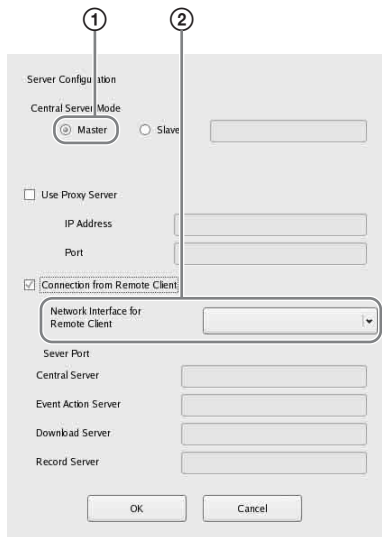 ① ②
Server Configuration
Central Server Mode
Master Slave
Use Proxy Server
IP Address
Port
Connection from Remote Client
Network Interface for
Remote Client
Sever Port
Central Server
Event Action Server
Download Server
Record Server
OK Cancel